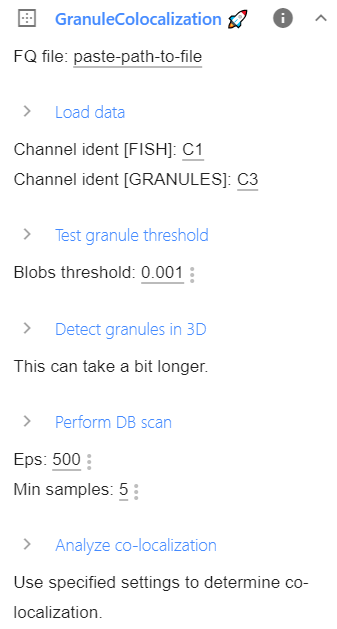 GranuleColocalization 🚀
FQ file: paste-path-to-file
Load data
Channel ident [FISH]: C1
Channel ident [GRANULES]: C3
Test granule threshold
Blobs threshold: 0.001
Detect granules in 3D
This can take a bit longer.
Perform DB scan
Eps: 500
Min samples: 5
Analyze co-localization
Use specified settings to determine co-
localization.